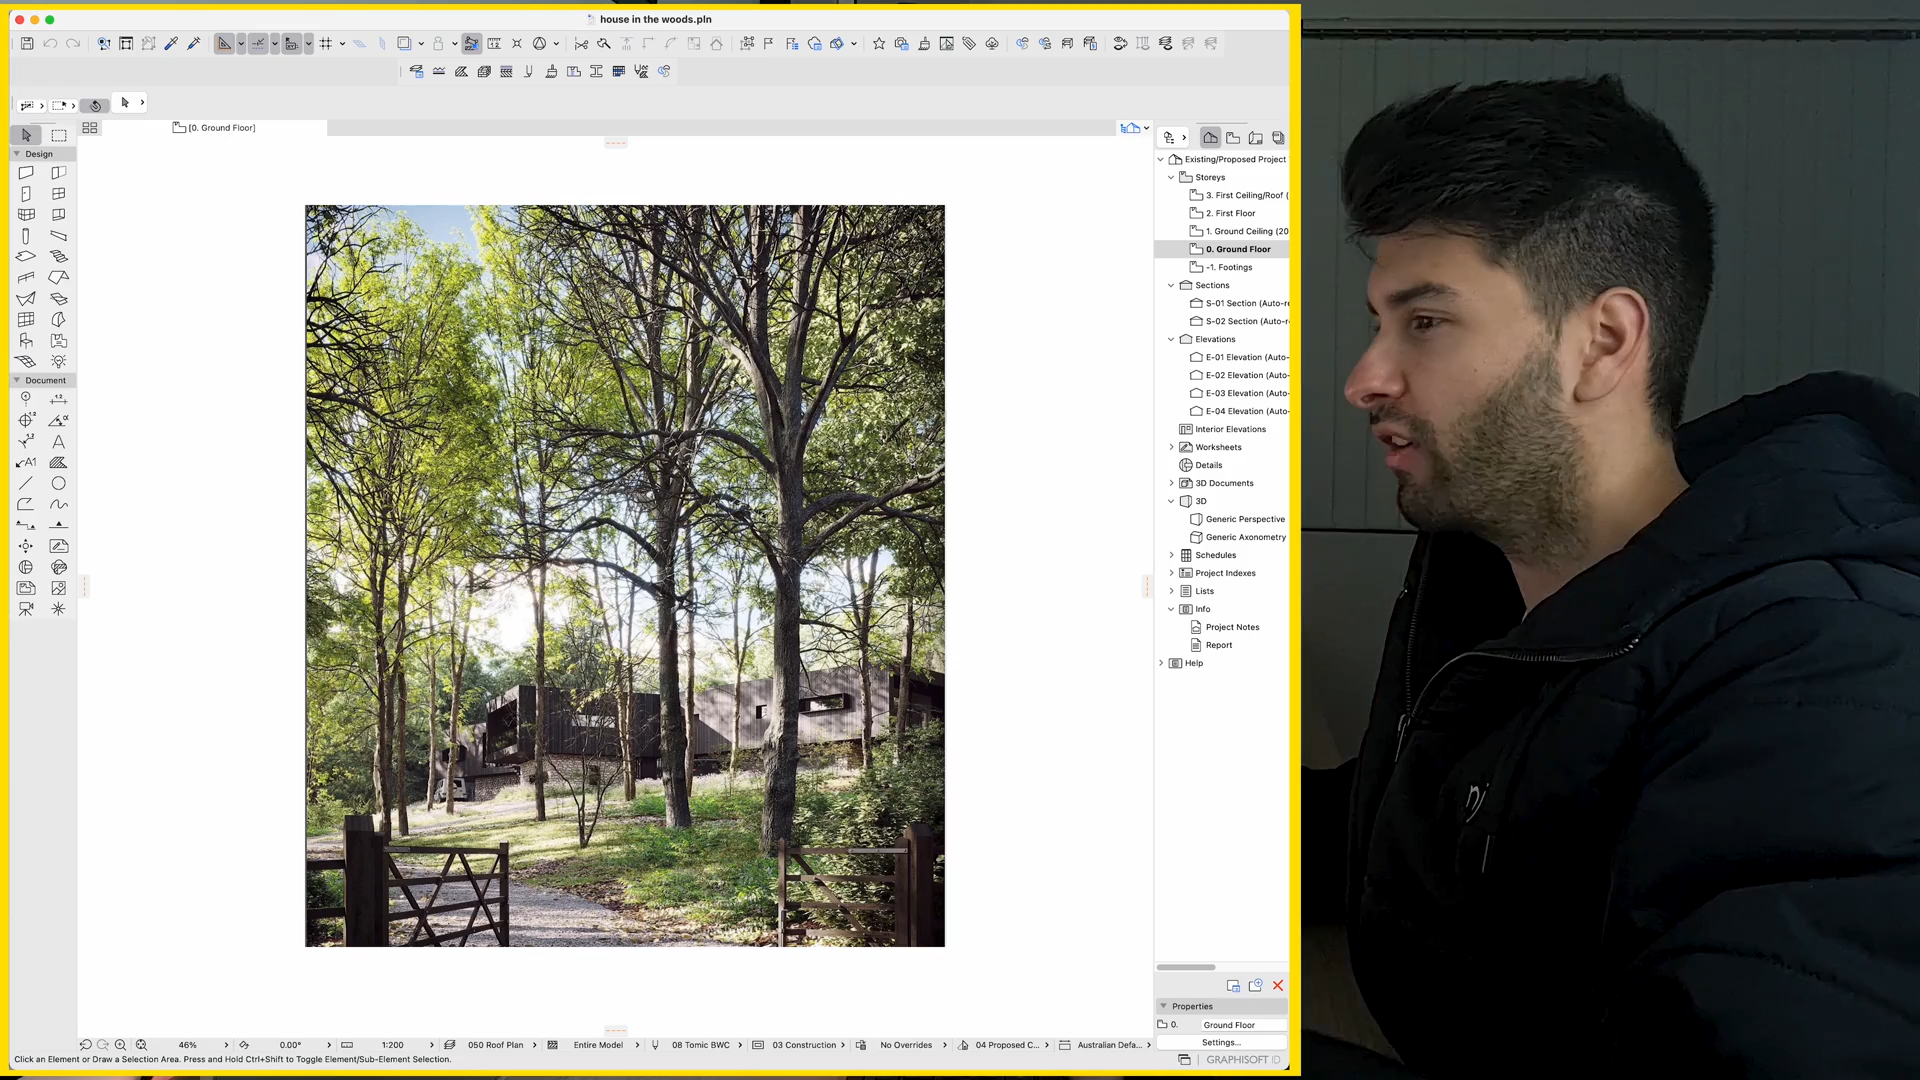 house in the woods.pln
[0. Ground Floor]
Design
Document
Existing/Proposed Project
Storeys
3. First Ceiling/Roof (
2. First Floor
1. Ground Ceiling (20
0. Ground Floor
-1. Footings
Sections
S-01 Section (Auto-r
S-02 Section (Auto-r
Elevations
E-01 Elevation (Auto-
E-02 Elevation (Auto-
E-03 Elevation (Auto-
E-04 Elevation (Auto-
Interior Elevations
Worksheets
Details
3D Documents
3D
Generic Perspective
Generic Axonometry
Schedules
Project Indexes
Lists
Info
Project Notes
Report
Help
Properties
0. Ground Floor
Settings...
46% 0.00° 1:200 050 Roof Plan Entire Model 08 Tomic BWC 03 Construction No Overrides 04 Proposed C... Australian Defa...
Click an Element or Draw a Selection Area. Press and Hold Ctrl+Shift to Toggle Element/Sub-Element Selection.
GRAPHISOFT ID